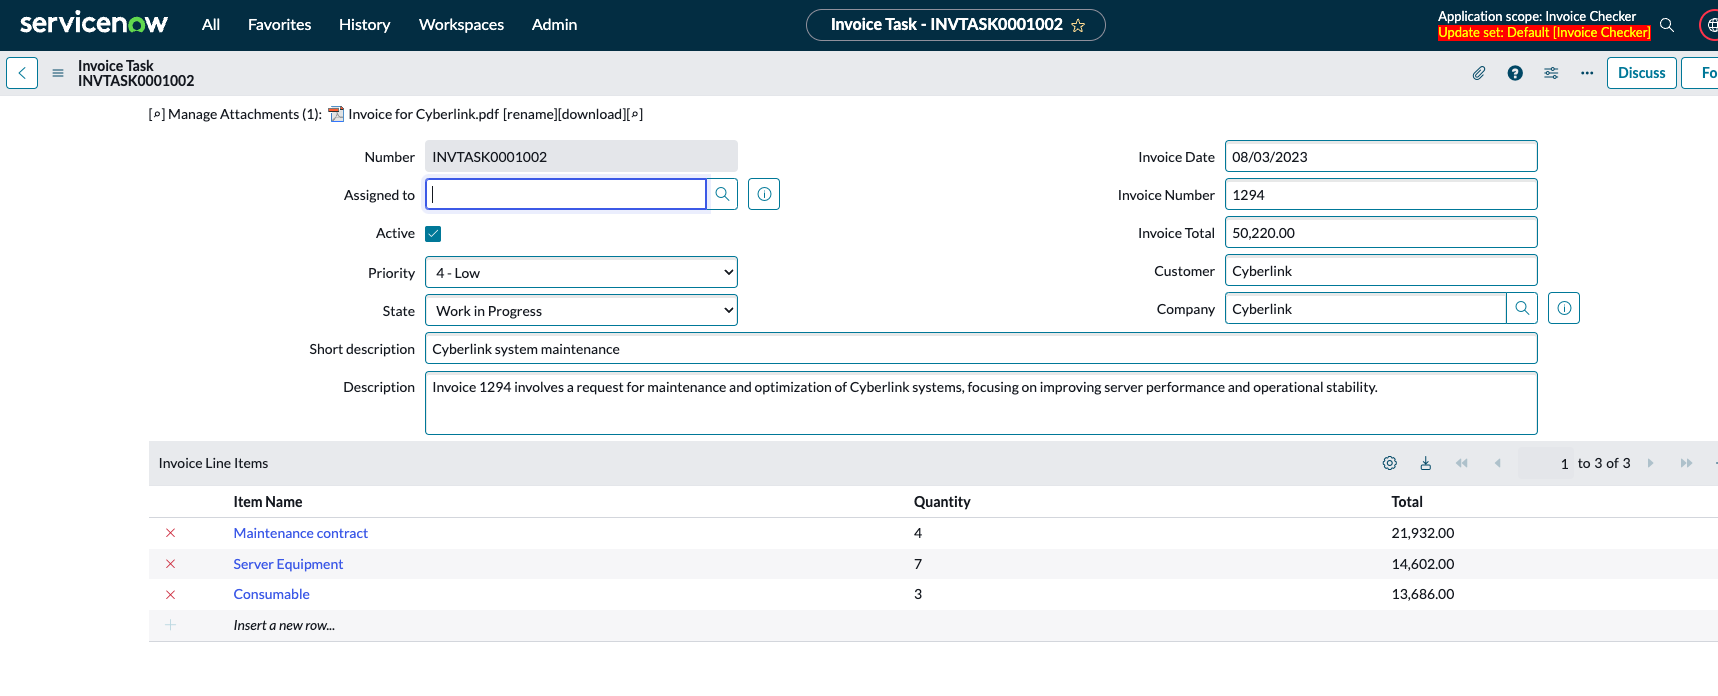 servicenow All Favorites History Workspaces Admin Invoice Task - INVTASK0001002 Application scope: Invoice Checker
Update set: Default [Invoice Checker]
Invoice Task
INVTASK0001002
Discuss Fo
Manage Attachments (1): Invoice for Cyberlink.pdf [rename][download]
Number INVTASK0001002 Invoice Date 08/03/2023
Assigned to Invoice Number 1294
Active Invoice Total 50,220.00
Priority 4 - Low Customer Cyberlink
State Work in Progress Company Cyberlink
Short description Cyberlink system maintenance
Description Invoice 1294 involves a request for maintenance and optimization of Cyberlink systems, focusing on improving server performance and operational stability.
Invoice Line Items 1 to 3 of 3
Item Name Quantity Total
Maintenance contract 4 21,932.00
Server Equipment 7 14,602.00
Consumable 3 13,686.00
Insert a new row...